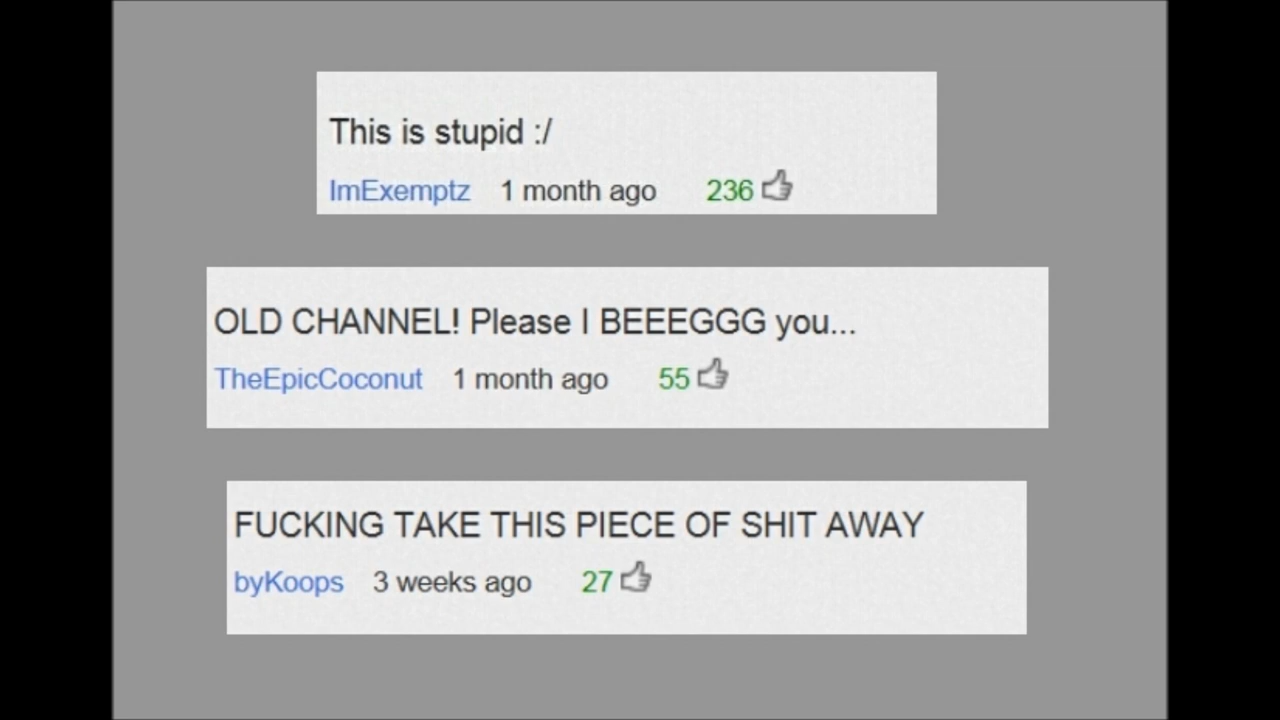 This is stupid :/
ImExemptz 1 month ago 236
OLD CHANNEL! Please I BEEEGGG you...
TheEpicCoconut 1 month ago 55
FUCKING TAKE THIS PIECE OF SHIT AWAY
byKoops 3 weeks ago 27